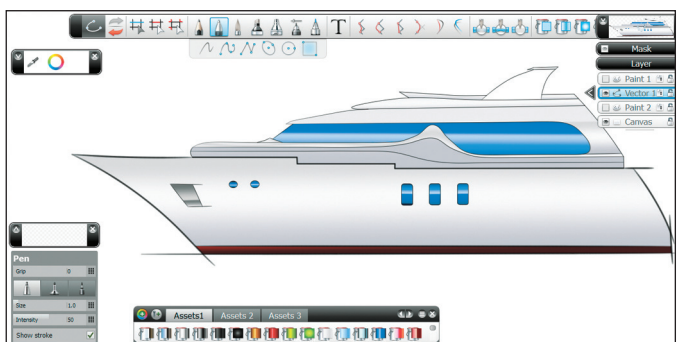 T
Mask
Layer
Paint 1
Vector 1
Paint 2
Canvas
Pen
Grip 0
Size 1.0
Intensity 50
Show stroke
Assets1 Assets 2 Assets 3